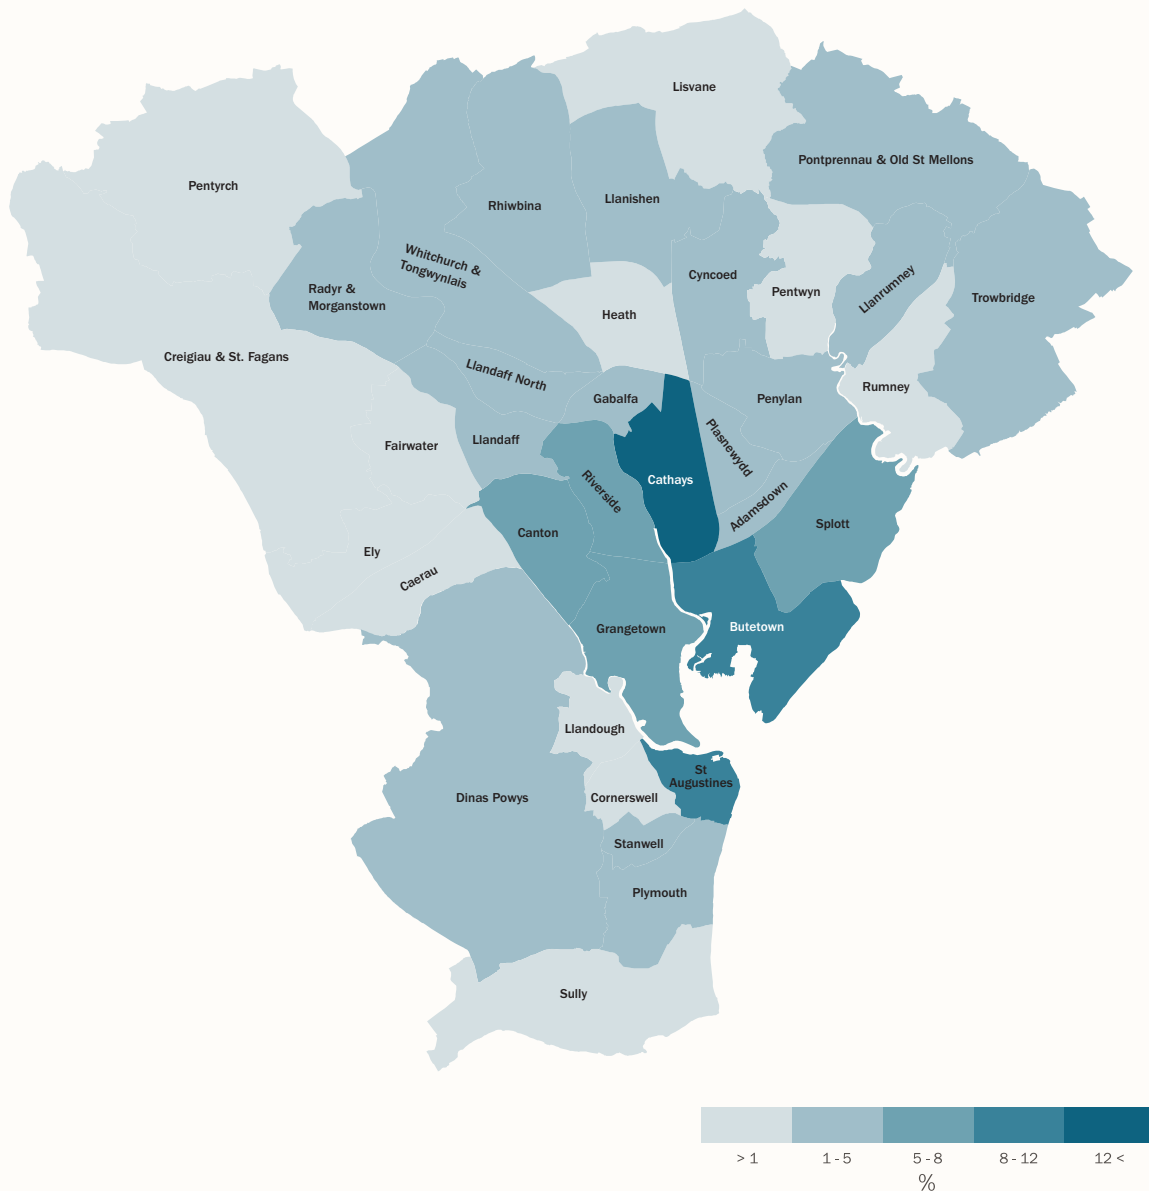 Lisvane
Pontprennau & Old St Mellons
Pentyrch
Rhiwbina
Llanishen
Whitchurch &
Tongwynlais
Cyncoed
Radyr &
Morganstown
Pentwyn
Llanrumney
Trowbridge
Heath
Creigiau & St. Fagans
Llandaff North
Rumney
Gabalfa
Penylan
Fairwater
Llandaff
Plasnewydd
Cathays
Riverside
Adamsdown
Splott
Canton
Ely
Caerau
Grangetown
Butetown
Llandough
St
Augustines
Dinas Powys
Cornerswell
Stanwell
Plymouth
Sully
> 1
1 - 5
5 - 8
8 - 12
12 <
%